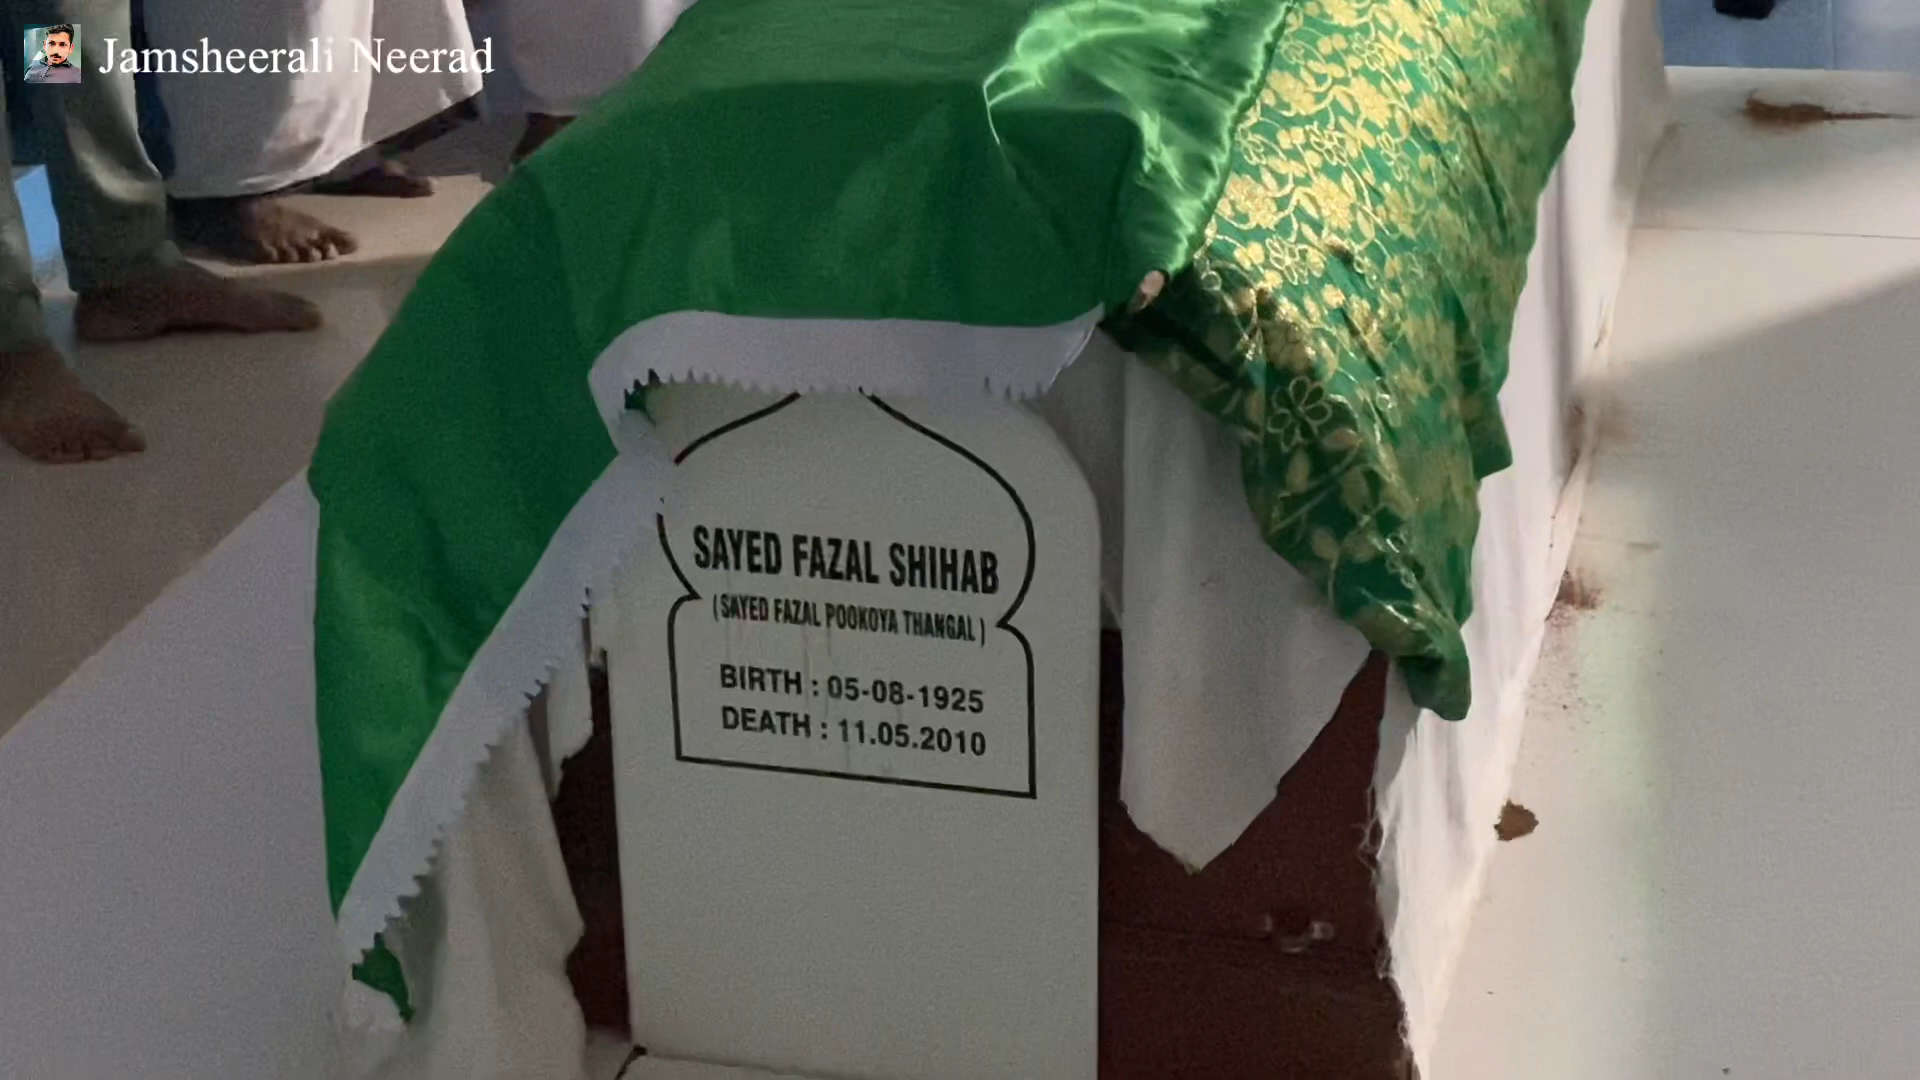 Jamsheerali Neerad
SAYED FAZAL SHIHAB
(SAYED FAZAL POOKOYA THANGAL)
BIRTH : 05-08-1925
DEATH : 11.05.2010